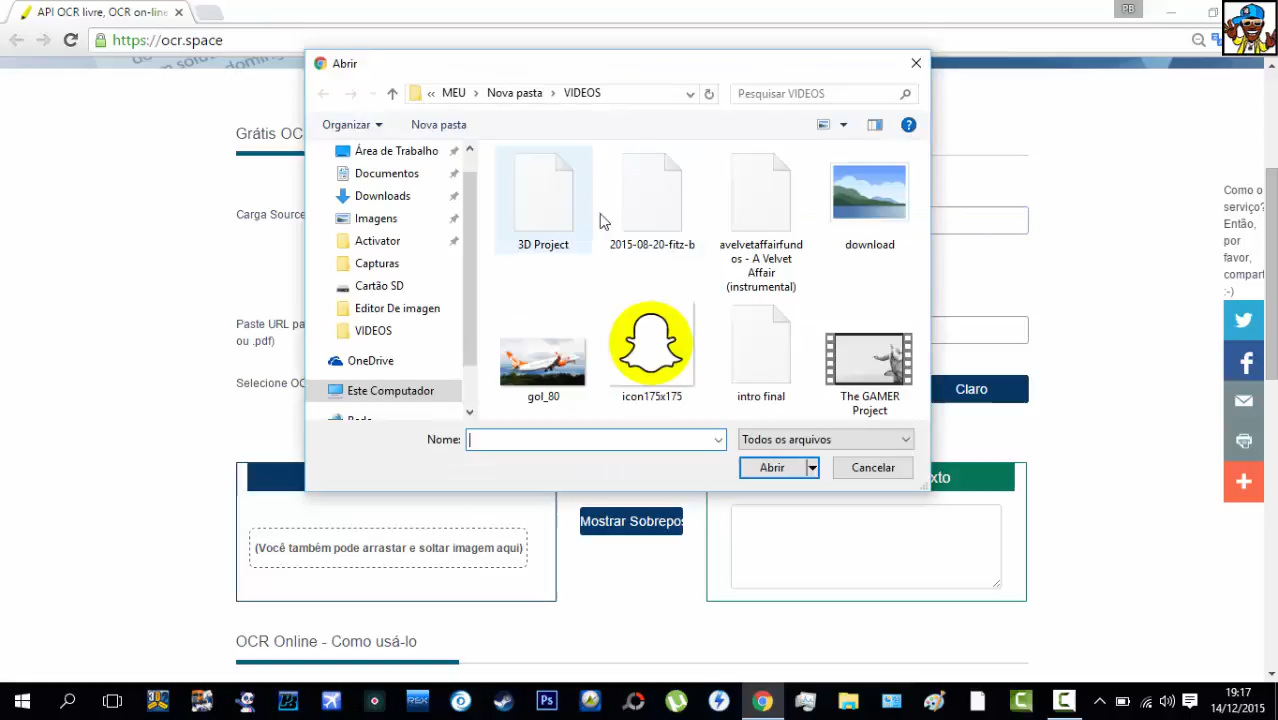 API OCR livre, OCR on-line
PB
https://ocr.space
Abrir
MEU
Nova pasta
VIDEOS
Pesquisar VIDEOS
Organizar
Nova pasta
Área de Trabalho
Documentos
Downloads
Imagens
Activator
Capturas
Cartão SD
Editor De imagen
VIDEOS
OneDrive
Este Computador
3D Project
2015-08-20-fitz-b
avelvetaffairfund
os - A Velvet
Affair
(instrumental)
download
gol_80
icon175x175
intro final
The GAMER
Project
Nome:
Todos os arquivos
Abrir
Cancelar
Grátis OC
Carga Source
Paste URL pa
ou .pdf)
Selecione OC
Claro
Como o
serviço?
Então,
por
favor,
compart
:-)
Mostrar Sobrepos
xto
(Você também pode arrastar e soltar imagem aqui)
OCR Online - Como usá-lo
Ps
REX
19:17
14/12/2015